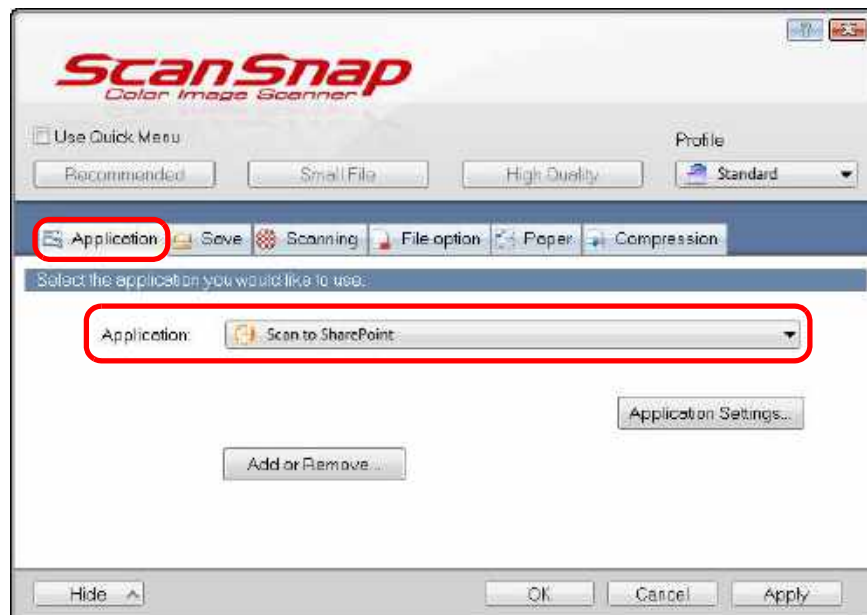 ScanSnap
Color Image Scanner
Use Quick Menu
Profile
Recommended Small File High Quality Standard
Application Save Scanning File option Paper Compression
Select the application you would like to use.
Application: Scan to SharePoint
Application Settings...
Add or Remove...
Hide OK Cancel Apply